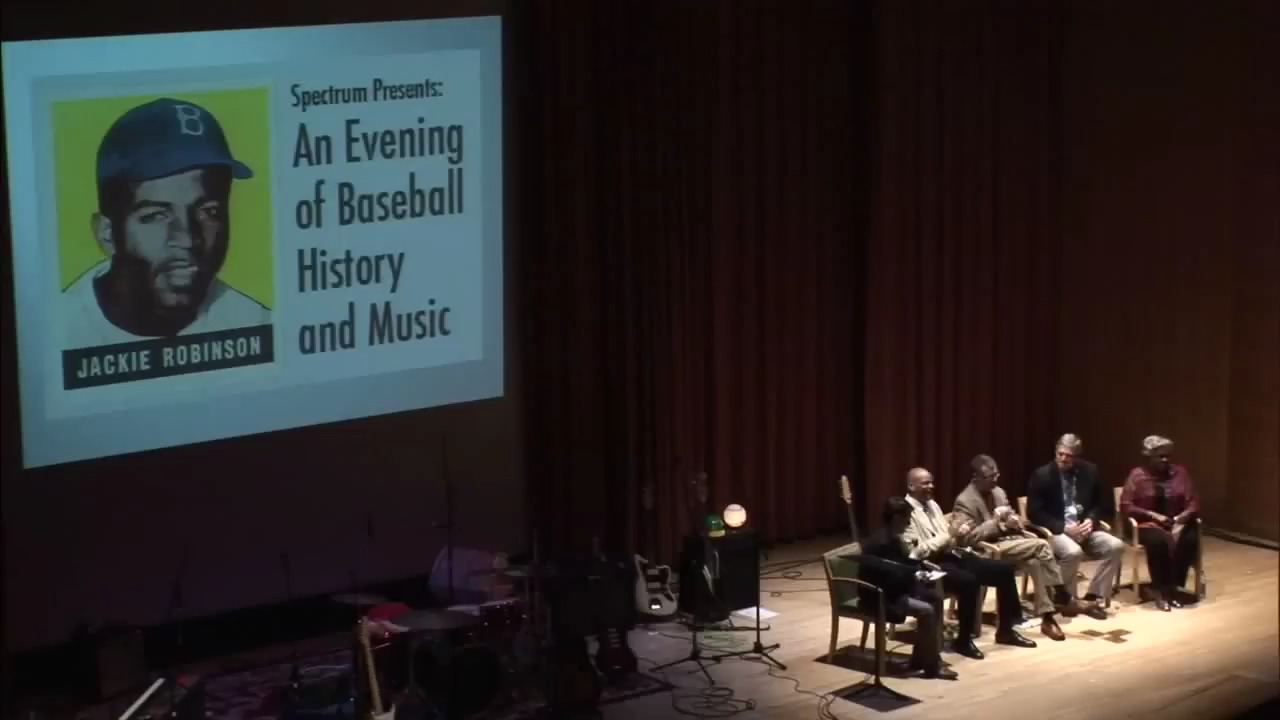 B
JACKIE ROBINSON
Spectrum Presents:
An Evening
of Baseball
History
and Music